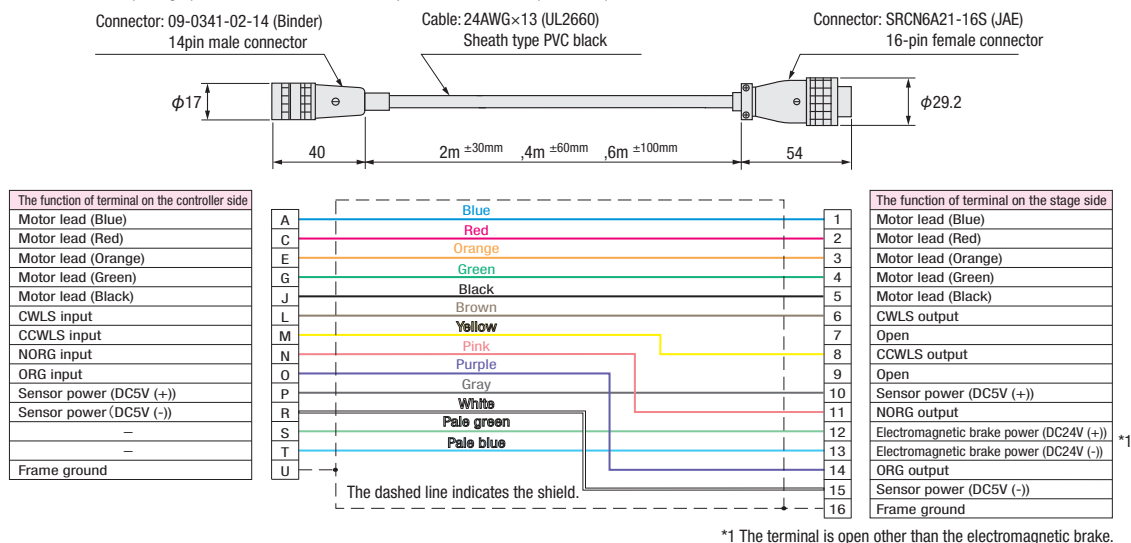 Connector: 09-0341-02-14 (Binder)
14pin male connector
Cable: 24AWG×13 (UL2660)
Sheath type PVC black
Connector: SRCN6A21-16S (JAE)
16-pin female connector
φ17
φ29.2
40
2m ±30mm ,4m ±60mm ,6m ±100mm
54
The function of terminal on the controller side
Motor lead (Blue)
Motor lead (Red)
Motor lead (Orange)
Motor lead (Green)
Motor lead (Black)
CWLS input
CCWLS input
NORG input
ORG input
Sensor power (DC5V (+))
Sensor power (DC5V (-))
–
–
Frame ground
A
C
E
G
J
L
M
N
O
P
R
S
T
U
Blue
Red
Orange
Green
Black
Brown
Yellow
Pink
Purple
Gray
White
Pale green
Pale blue
The dashed line indicates the shield.
1
2
3
4
5
6
7
8
9
10
11
12
13
14
15
16
The function of terminal on the stage side
Motor lead (Blue)
Motor lead (Red)
Motor lead (Orange)
Motor lead (Green)
Motor lead (Black)
CWLS output
Open
CCWLS output
Open
Sensor power (DC5V (+))
NORG output
Electromagnetic brake power (DC24V (+))
Electromagnetic brake power (DC24V (-))
ORG output
Sensor power (DC5V (-))
Frame ground
*1
*1 The terminal is open other than the electromagnetic brake.